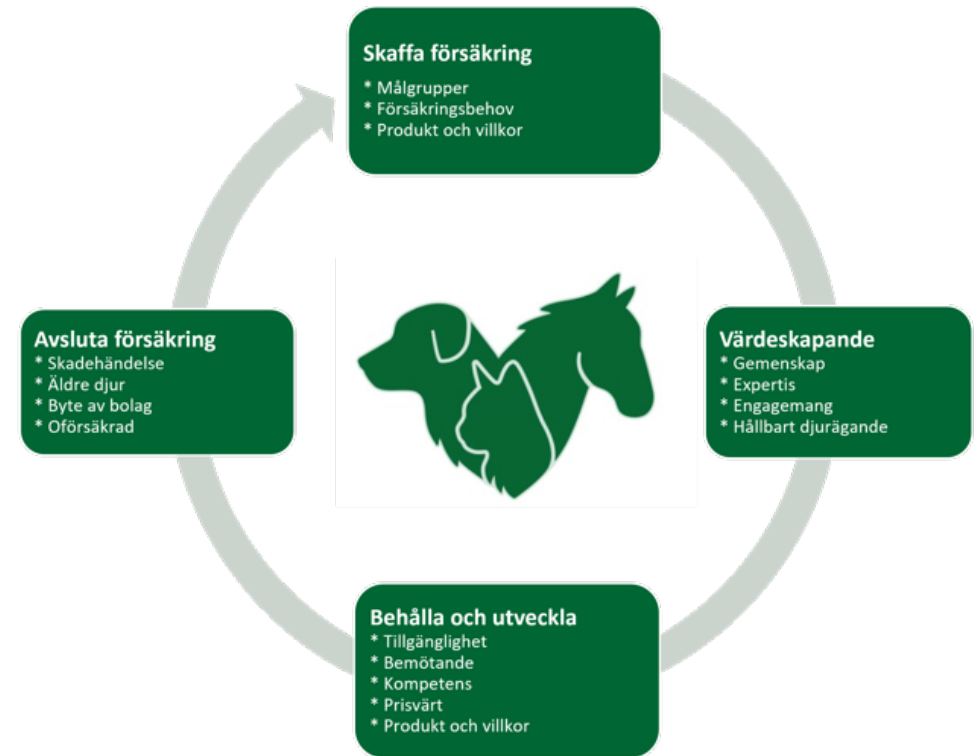 Skaffa försäkring
* Målgrupper
* Försäkringsbehov
* Produkt och villkor
Värdeskapande
* Gemenskap
* Expertis
* Engagemang
* Hållbart djurägande
Behålla och utveckla
* Tillgänglighet
* Bemötande
* Kompetens
* Prisvärt
* Produkt och villkor
Avsluta försäkring
* Skadehändelse
* Äldre djur
* Byte av bolag
* Oförsäkrad